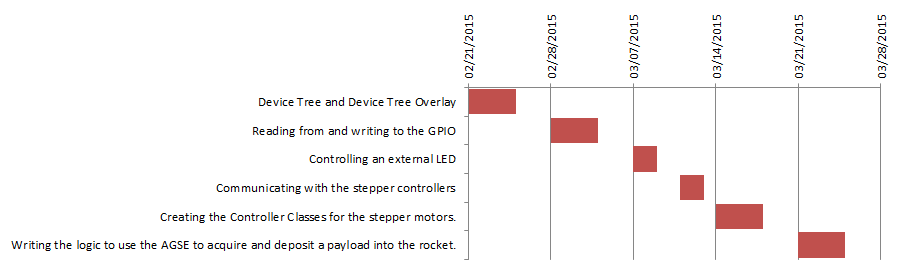 02/21/2015
02/28/2015
03/07/2015
03/14/2015
03/21/2015
03/28/2015
Device Tree and Device Tree Overlay
Reading from and writing to the GPIO
Controlling an external LED
Communicating with the stepper controllers
Creating the Controller Classes for the stepper motors.
Writing the logic to use the AGSE to acquire and deposit a payload into the rocket.